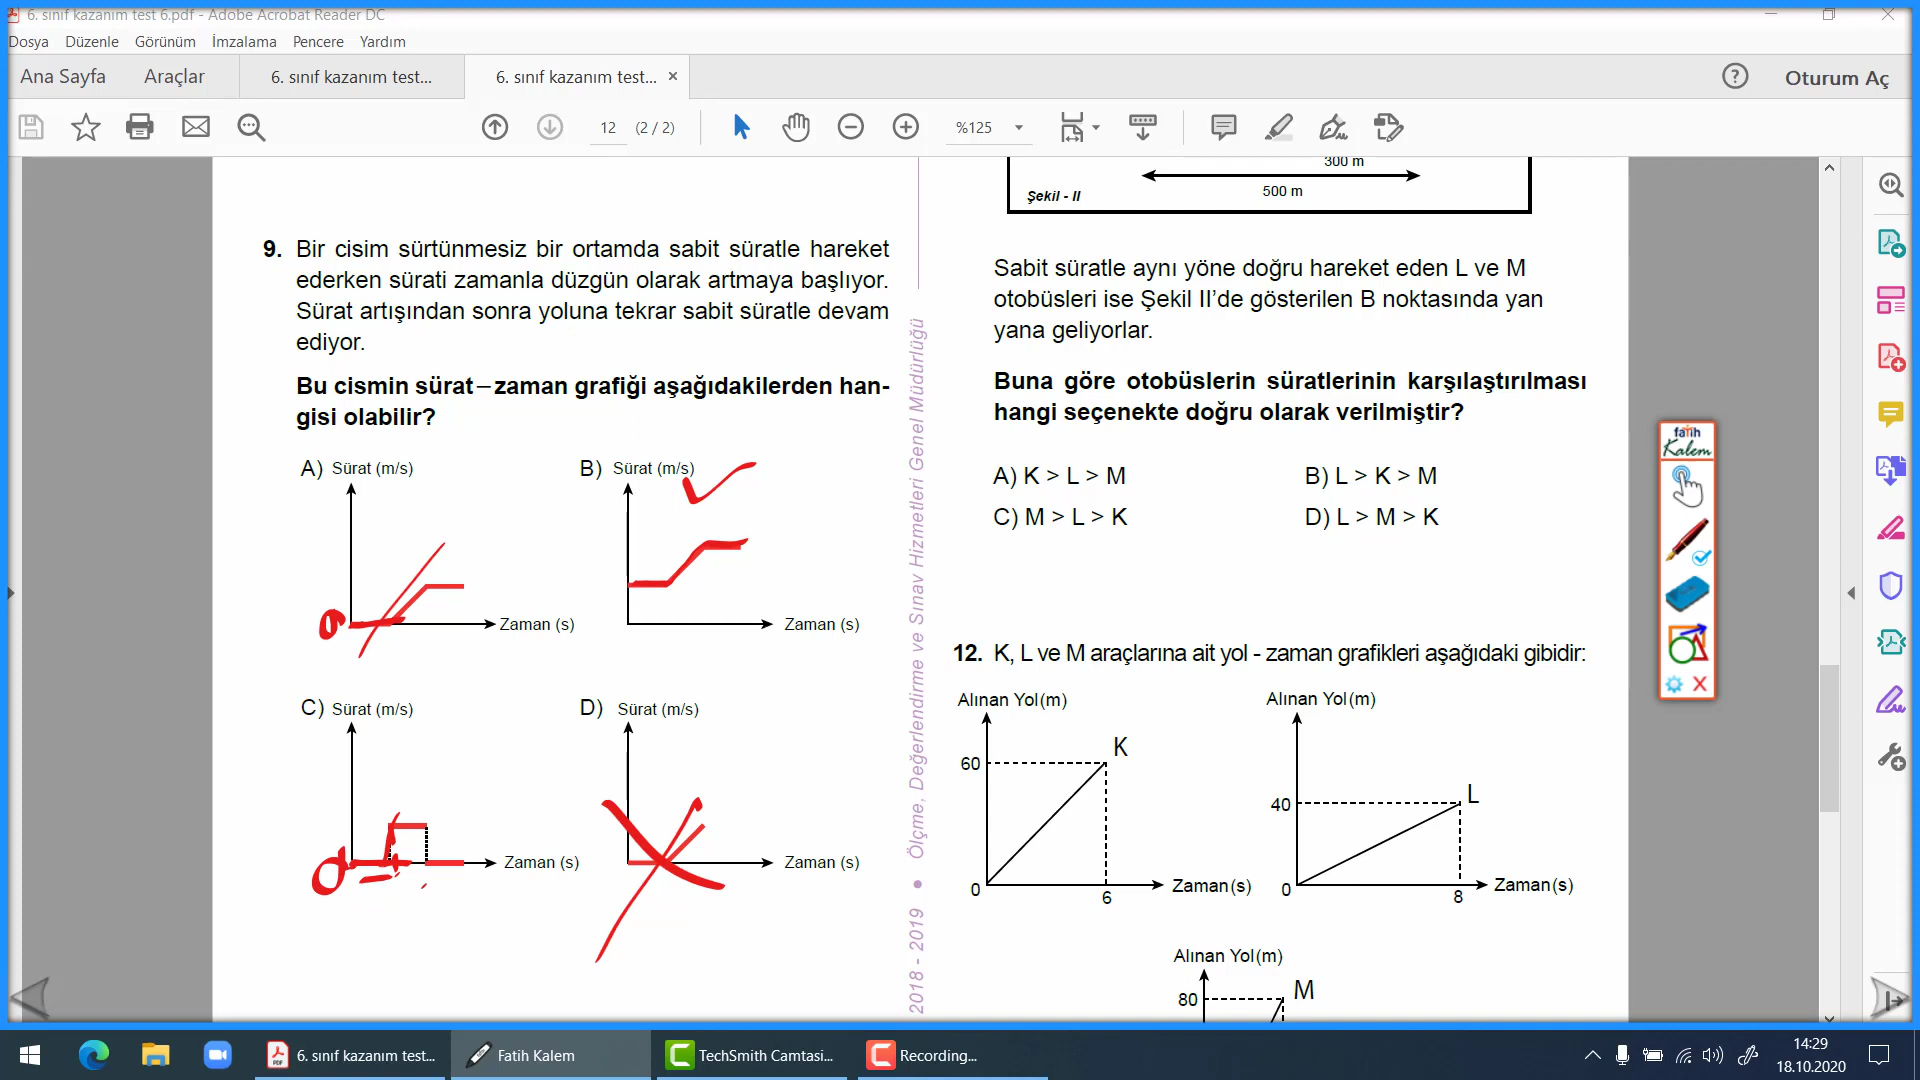 6. sınıf kazanım test 6.pdf - Adobe Acrobat Reader DC
Dosya Düzenle Görünüm İmzalama Pencere Yardım
Ana Sayfa Araçlar 6. sınıf kazanım test... 6. sınıf kazanım test... × Oturum Aç
12 (2 / 2) %125
9. Bir cisim sürtünmesiz bir ortamda sabit süratle hareket
ederken sürati zamanla düzgün olarak artmaya başlıyor.
Sürat artışından sonra yoluna tekrar sabit süratle devam
ediyor.
Bu cismin sürat–zaman grafiği aşağıdakilerden han-
gisi olabilir?
A) Sürat (m/s)
Zaman (s)
B) Sürat (m/s)
Zaman (s)
C) Sürat (m/s)
Zaman (s)
D) Sürat (m/s)
Zaman (s)
2018 - 2019 • Ölçme, Değerlendirme ve Sınav Hizmetleri Genel Müdürlüğü
300 m
500 m
Şekil - II
Sabit süratle aynı yöne doğru hareket eden L ve M
otobüsleri ise Şekil II’de gösterilen B noktasında yan
yana geliyorlar.
Buna göre otobüslerin süratlerinin karşılaştırılması
hangi seçenekte doğru olarak verilmiştir?
A) K > L > M B) L > K > M
C) M > L > K D) L > M > K
12. K, L ve M araçlarına ait yol - zaman grafikleri aşağıdaki gibidir:
Alınan Yol(m)
K
60
0
6
Zaman(s)
Alınan Yol(m)
L
40
0
8
Zaman(s)
Alınan Yol(m)
M
80
fatih
Kalem
6. sınıf kazanım test... Fatih Kalem TechSmith Camtasi... Recording...
14:29
18.10.2020